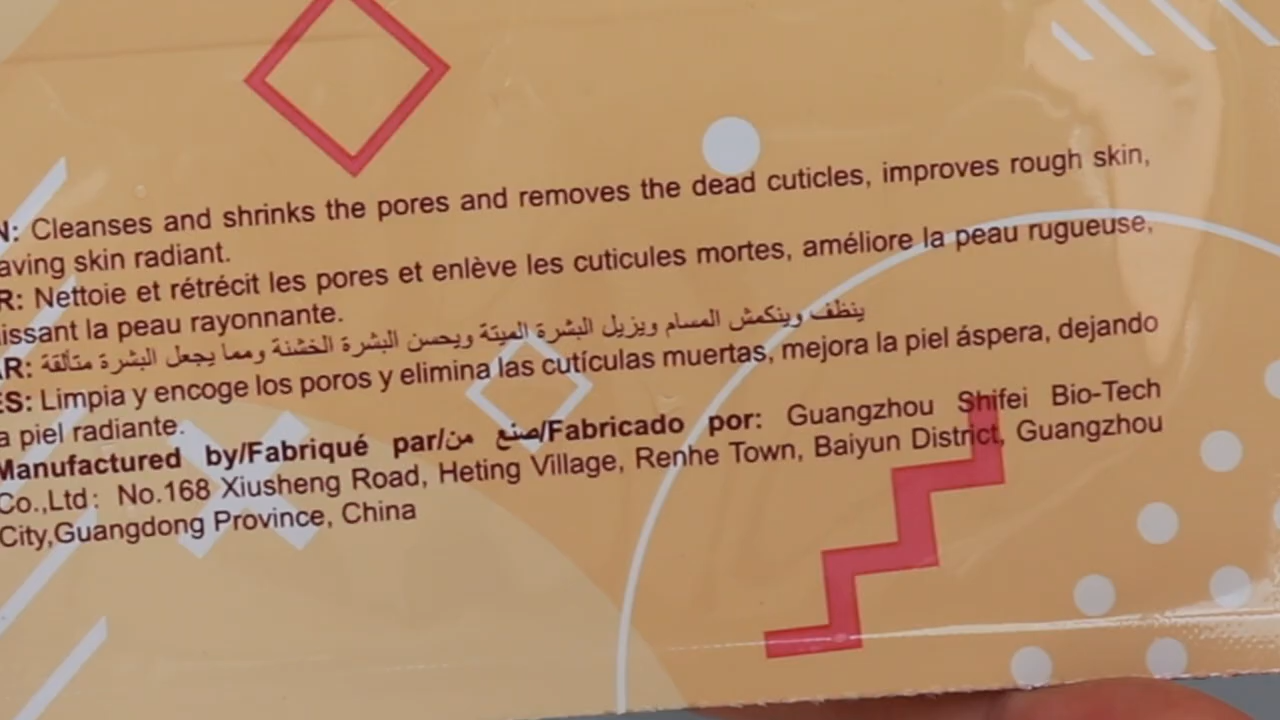 N: Cleanses and shrinks the pores and removes the dead cuticles, improves rough skin,
aving skin radiant.
R: Nettoie et rétrécit les pores et enlève les cuticules mortes, améliore la peau rugueuse,
issant la peau rayonnante.
AR: ينظف وينكمش المسام ويزيل البشرة الميتة ويحسن البشرة الخشنة ومما يجعل البشرة متألقة
ES: Limpia y encoge los poros y elimina las cutículas muertas, mejora la piel áspera, dejando
a piel radiante.
Manufactured by/Fabriqué par/صنع من/Fabricado por: Guangzhou Shifei Bio-Tech
Co.,Ltd: No.168 Xiusheng Road, Heting Village, Renhe Town, Baiyun District, Guangzhou
City,Guangdong Province, China